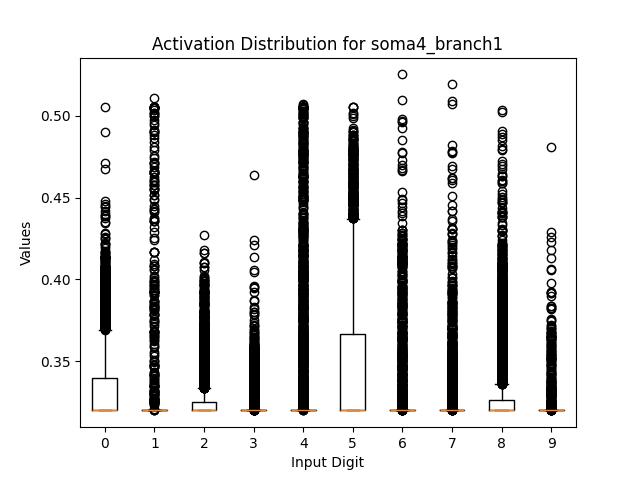 Activation Distribution for soma4_branch1
0.50
0.45
0.40
0.35
Values
0 1 2 3 4 5 6 7 8 9
Input Digit